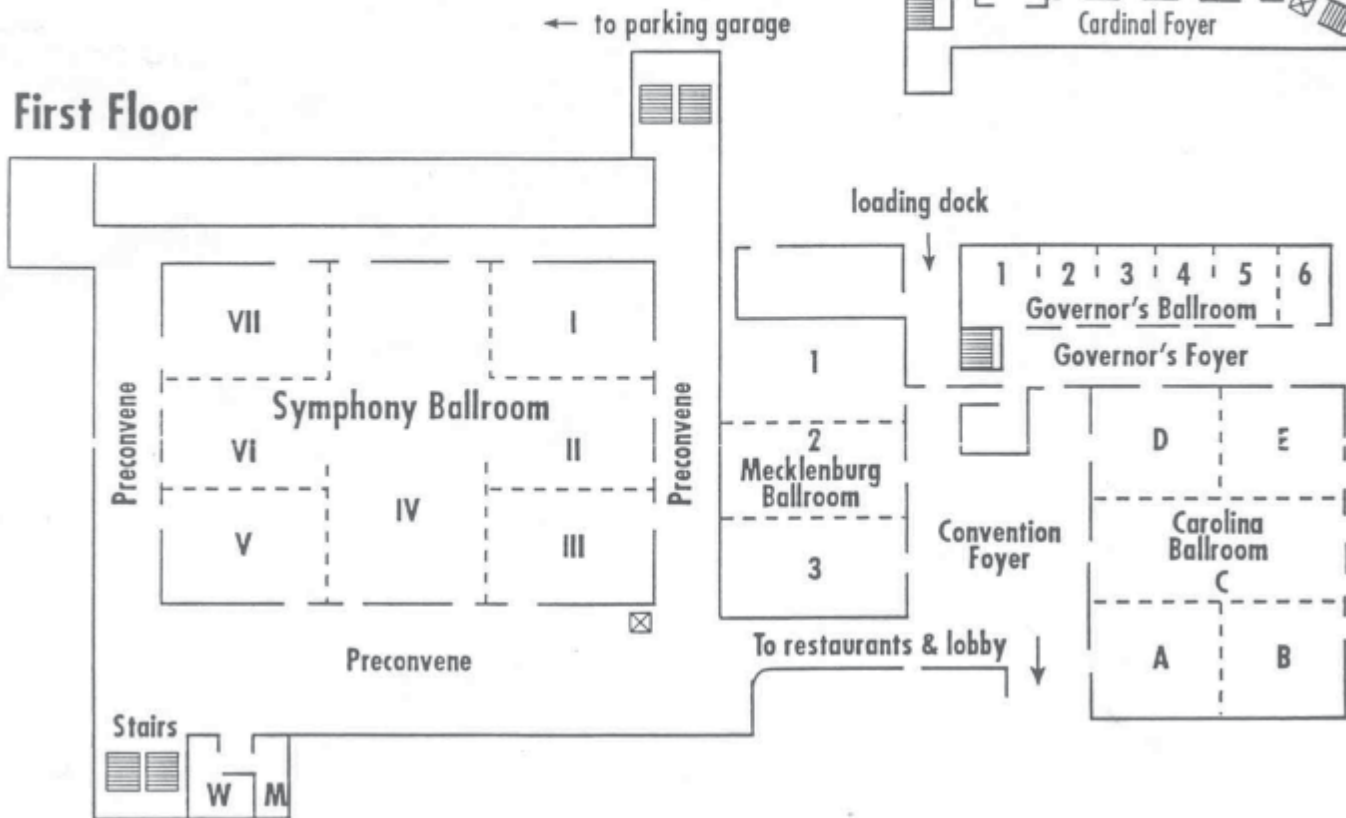 ← to parking garage
Cardinal Foyer
First Floor
loading dock
1 2 3 4 5 6
Governor's Ballroom
Governor's Foyer
VII
I
1
Symphony Ballroom
Preconvene
Preconvene
VI
II
2
Mecklenburg
Ballroom
D
E
V
IV
III
3
Convention
Foyer
Carolina
Ballroom
C
Preconvene
To restaurants & lobby
A
B
Stairs
W
M